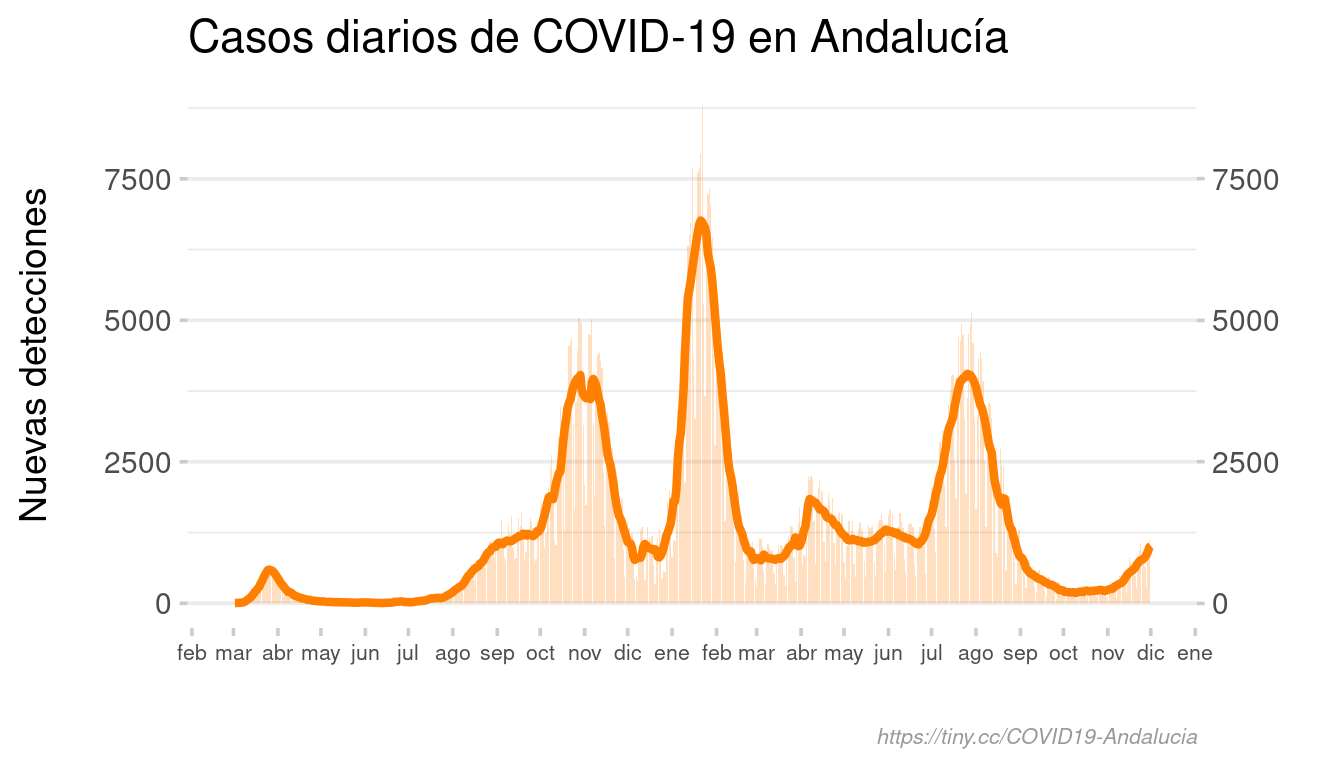 Casos diarios de COVID-19 en Andalucía
Nuevas detecciones
7500 7500
5000 5000
2500 2500
0 0
feb mar abr may jun jul ago sep oct nov dic ene feb mar abr may jun jul ago sep oct nov dic ene
https://tiny.cc/COVID19-Andalucia